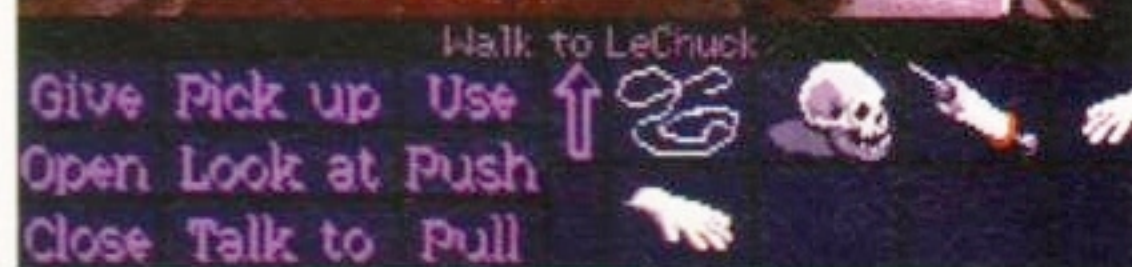 Walk to LeChuck
Give Pick up Use
Open Look at Push
Close Talk to Pull